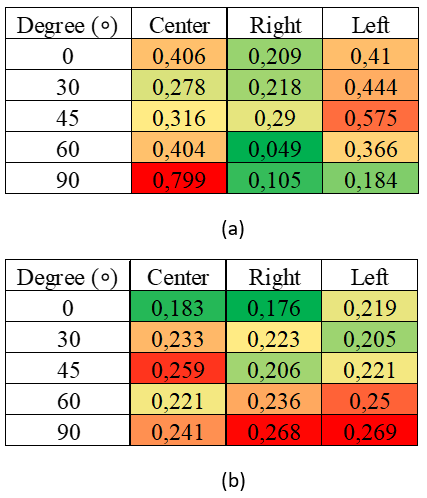 Degree (∘) Center Right Left
0 0,406 0,209 0,41
30 0,278 0,218 0,444
45 0,316 0,29 0,575
60 0,404 0,049 0,366
90 0,799 0,105 0,184
(a)
Degree (∘) Center Right Left
0 0,183 0,176 0,219
30 0,233 0,223 0,205
45 0,259 0,206 0,221
60 0,221 0,236 0,25
90 0,241 0,268 0,269
(b)